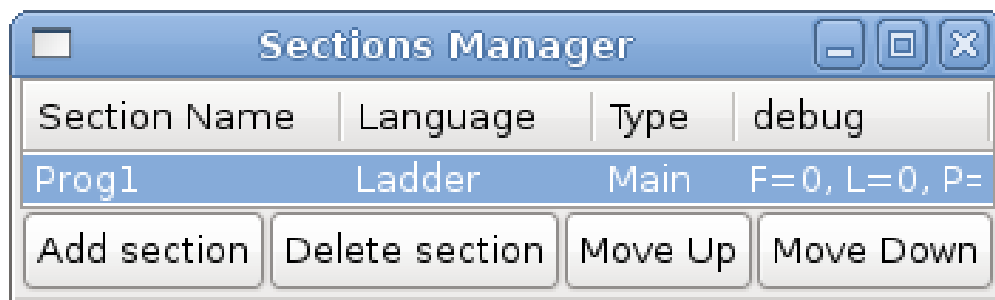 Sections Manager
Section Name Language Type debug
Prog1 Ladder Main F=0, L=0, P=
Add section Delete section Move Up Move Down